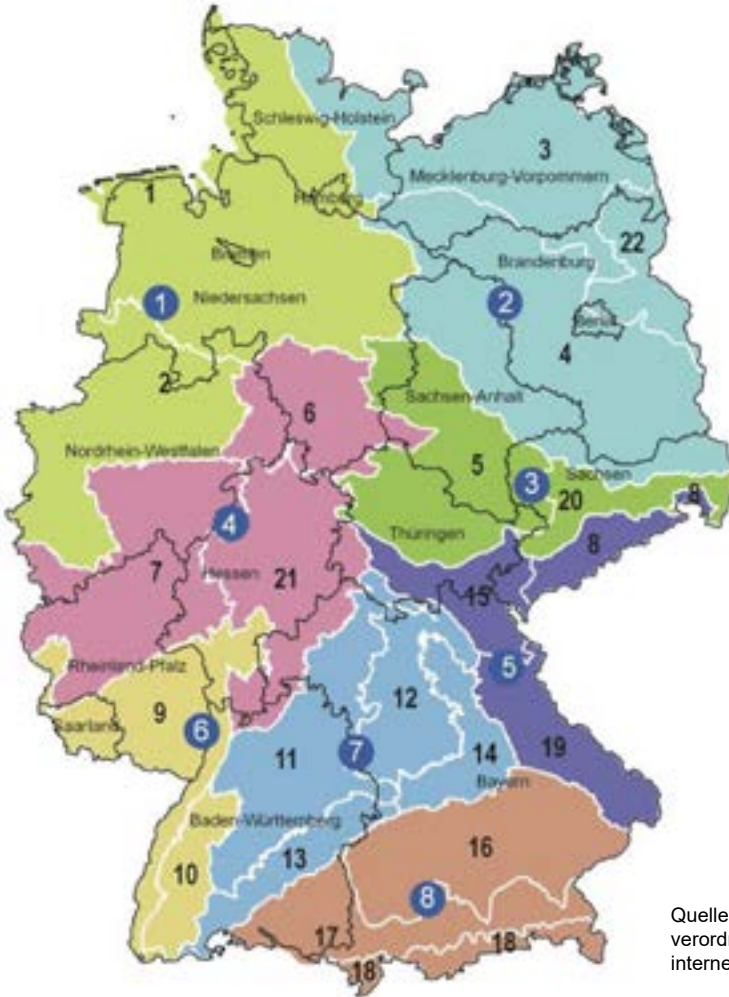 Schleswig-Holstein
3
Mecklenburg-Vorpommern
1
Hamburg
22
Bremen
Brandenburg
1
Niedersachsen
2
Berlin
4
2
Sachsen-Anhalt
6
Nordrhein-Westfalen
5
3
Sachsen
20
8
4
Thüringen
8
7
Hessen
21
15
Rheinland-Pfalz
5
12
9
Saarland
6
11
7
14
19
Bayern
Baden-Württemberg
13
16
10
8
17
18
18
Quelle
verordn
interne